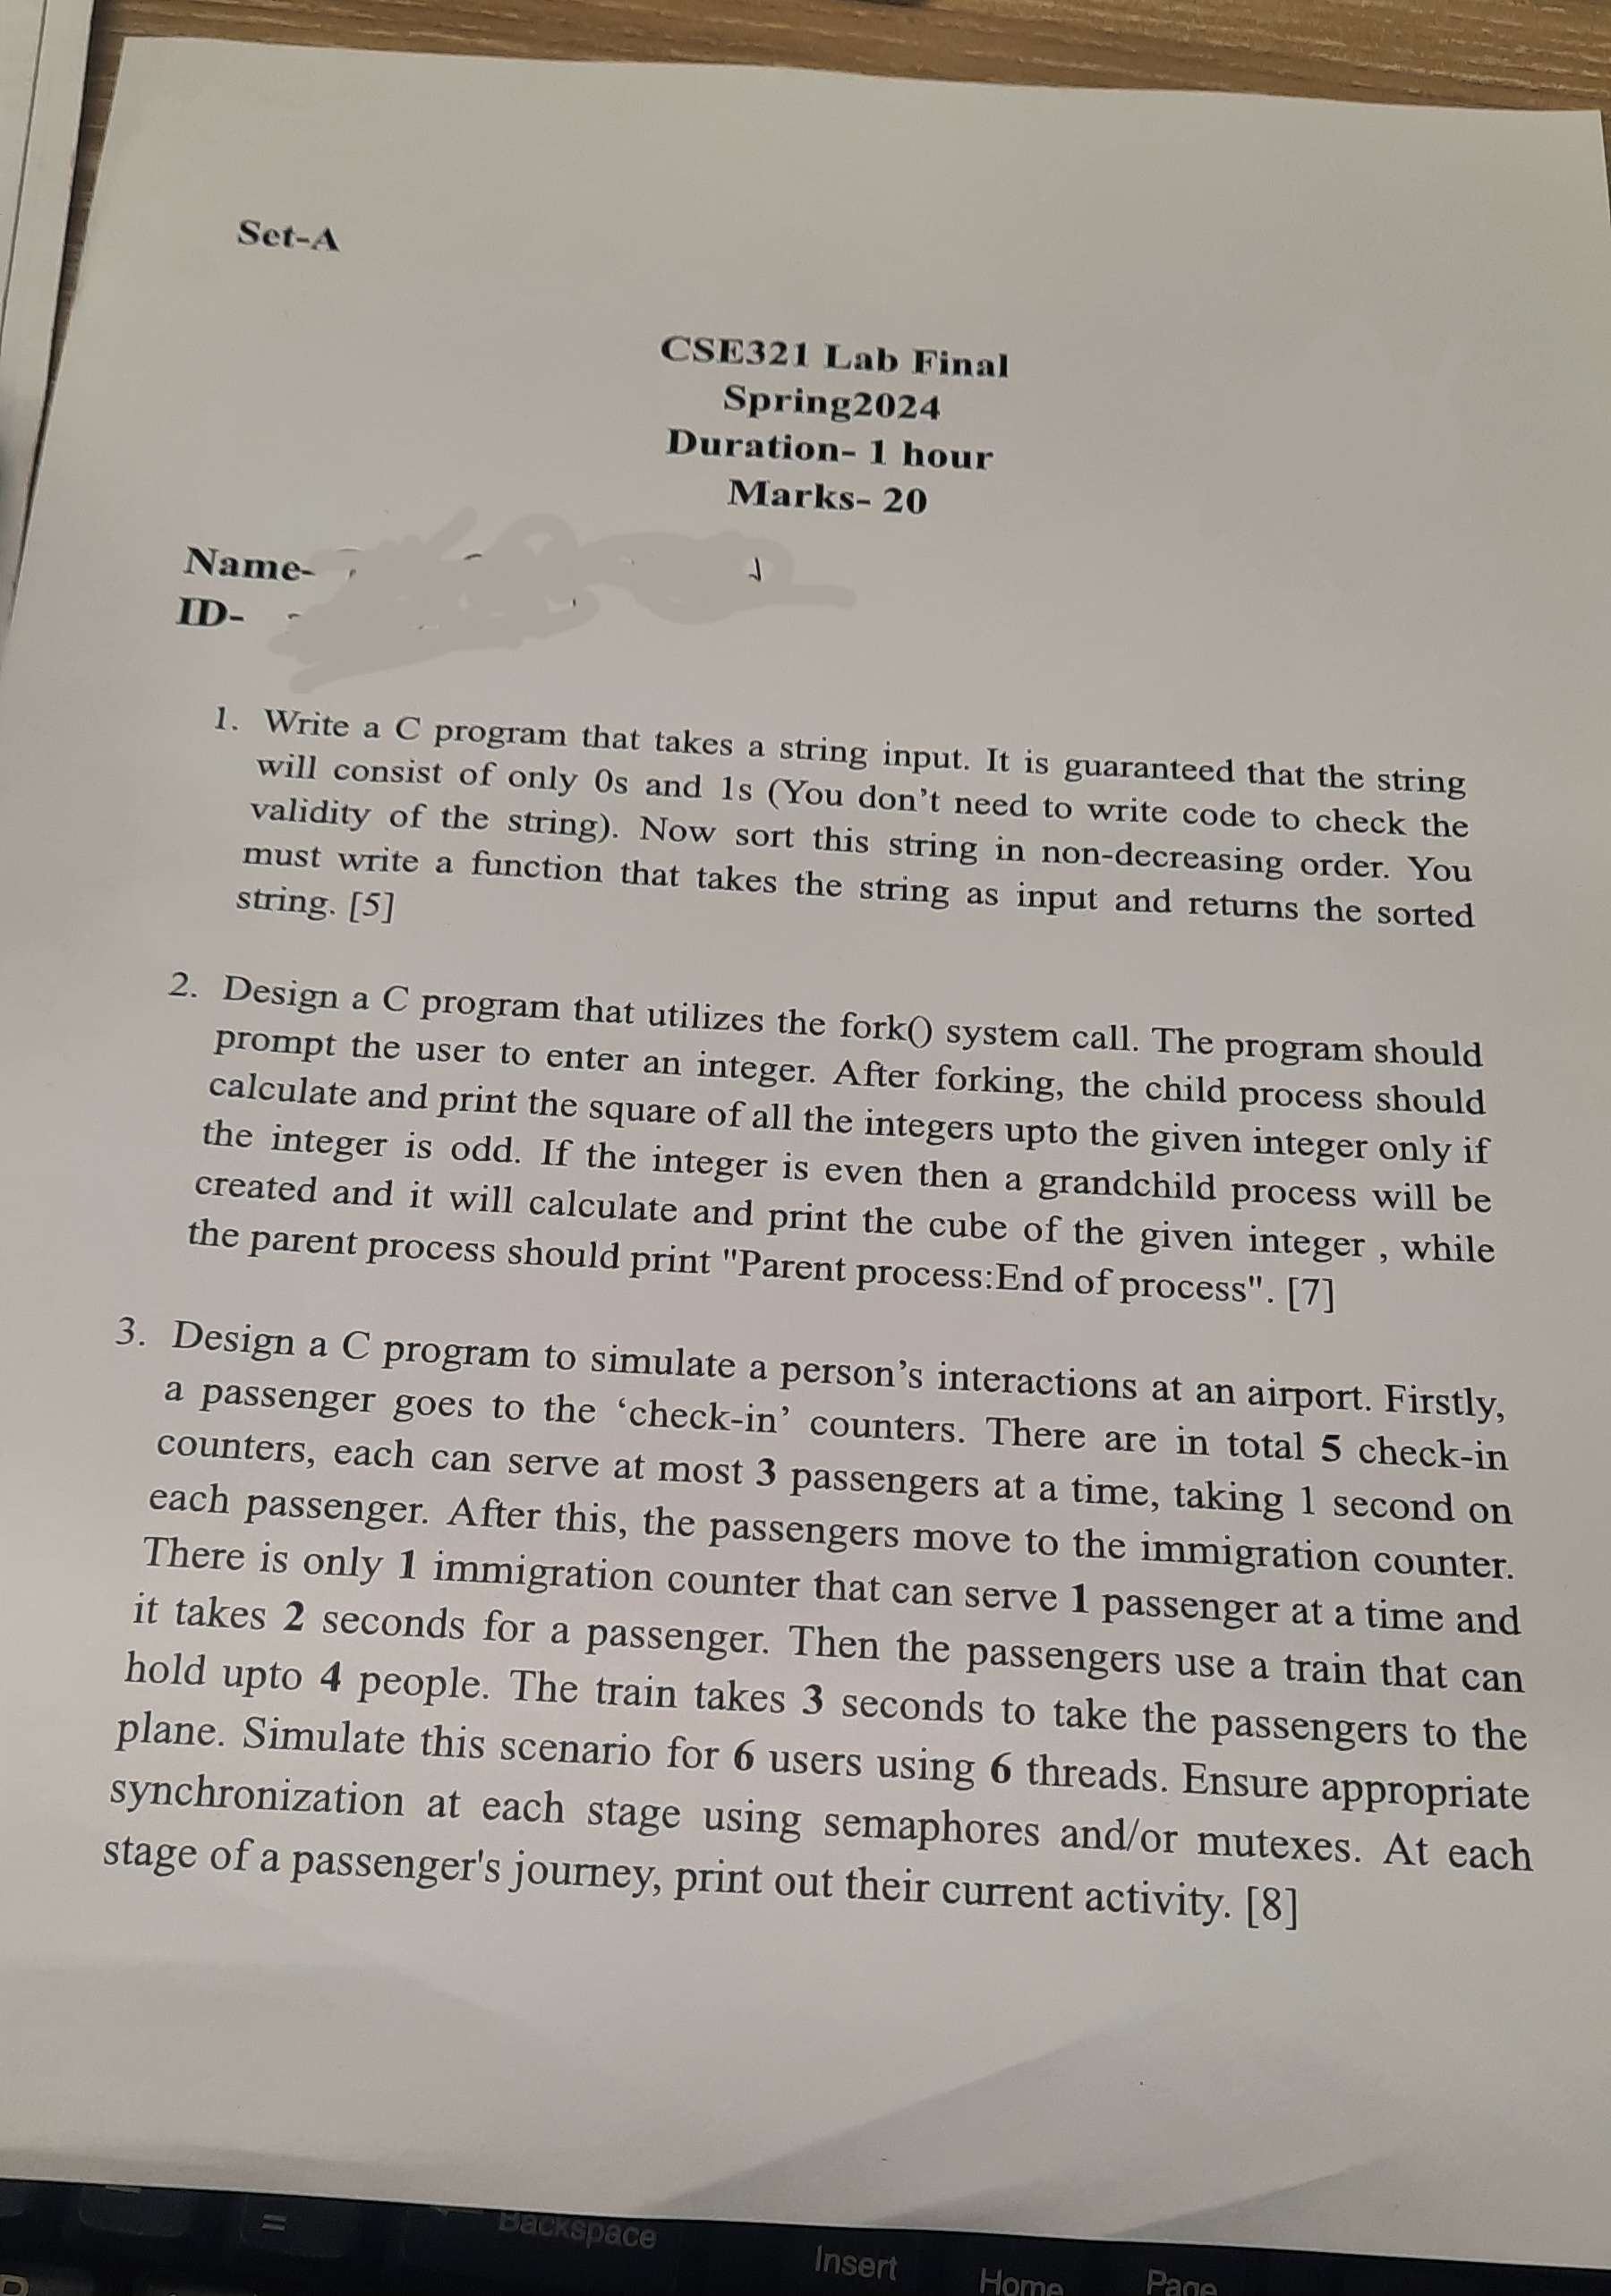 Set-A
CSE321 Lab Final
Spring2024
Duration- 1 hour
Marks- 20
Name-
ID-
1. Write a C program that takes a string input. It is guaranteed that the string
will consist of only 0s and 1s (You don't need to write code to check the
validity of the string). Now sort this string in non-decreasing order. You
must write a function that takes the string as input and returns the sorted
string. [5]
2. Design a C program that utilizes the fork() system call. The program should
prompt the user to enter an integer. After forking, the child process should
calculate and print the square of all the integers upto the given integer only if
the integer is odd. If the integer is even then a grandchild process will be
created and it will calculate and print the cube of the given integer , while
the parent process should print "Parent process:End of process". [7]
3. Design a C program to simulate a person's interactions at an airport. Firstly,
a passenger goes to the ‘check-in’ counters. There are in total 5 check-in
counters, each can serve at most 3 passengers at a time, taking 1 second on
each passenger. After this, the passengers move to the immigration counter.
There is only 1 immigration counter that can serve 1 passenger at a time and
it takes 2 seconds for a passenger. Then the passengers use a train that can
hold upto 4 people. The train takes 3 seconds to take the passengers to the
plane. Simulate this scenario for 6 users using 6 threads. Ensure appropriate
synchronization at each stage using semaphores and/or mutexes. At each
stage of a passenger's journey, print out their current activity. [8]
=
Backspace
Insert
Home
Page